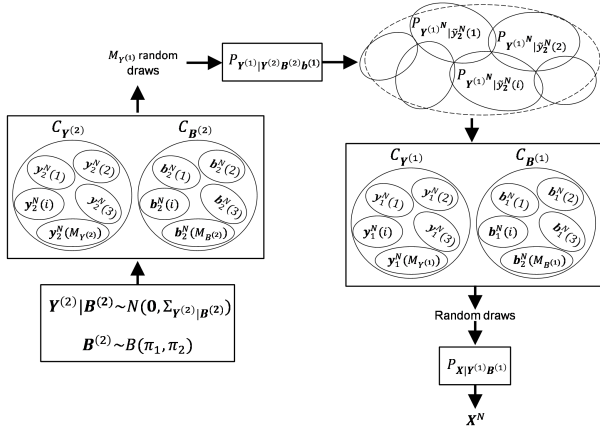 M_{Y^{(1)}} random
draws
P_{Y^{(1)}|Y^{(2)}B^{(2)}b^{(1)}}
P_{Y^{(1)^N}|ỹ_2^N(1)}
P_{Y^{(1)^N}|ỹ_2^N(2)}
P_{Y^{(1)^N}|ỹ_2^N(i)}
C_{Y^{(2)}} C_{B^{(2)}}
y_2^N(1) y_2^N(2) b_2^N(1) b_2^N(2)
y_2^N(i) y_2^N(3) b_2^N(i) b_2^N(3)
y_2^N(M_{Y^{(2)}}) b_2^N(M_{B^{(2)}})
Y^{(2)}|B^{(2)}~N(0,Σ_{Y^{(2)}|B^{(2)}})
B^{(2)}~B(π_1,π_2)
C_{Y^{(1)}} C_{B^{(1)}}
y_1^N(1) y_1^N(2) b_1^N(1) b_1^N(2)
y_1^N(i) y_1^N(3) b_1^N(i) b_1^N(3)
y_1^N(M_{Y^{(1)}}) b_2^N(M_{B^{(1)}})
Random draws
P_{X|Y^{(1)}B^{(1)}}
X^N